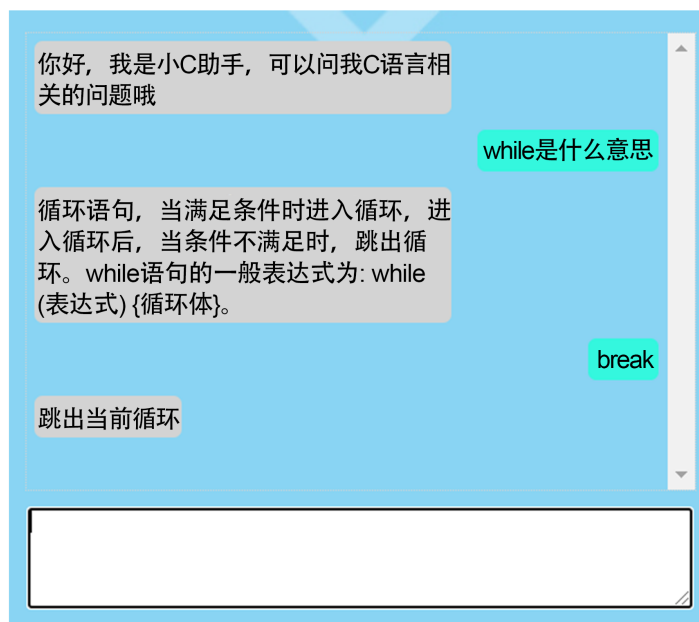 你好，我是小C助手，可以问我C语言相
关的问题哦
while是什么意思
循环语句，当满足条件时进入循环，进
入循环后，当条件不满足时，跳出循
环。while语句的一般表达式为: while
(表达式) {循环体}。
break
跳出当前循环